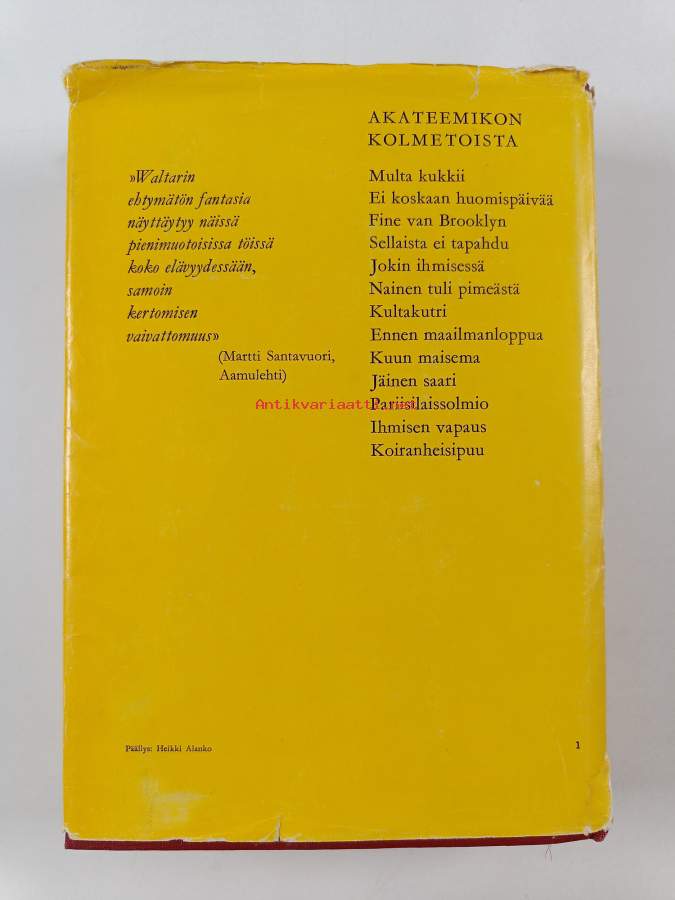 AKATEEMIKON
KOLMETOISTA
»Waltarin
ehtymätön fantasia
näyttäytyy näissä
pienimuotoisissa töissä
koko elävyydessään,
samoin
kertomisen
vaivattomuus»
(Martti Santavuori,
Aamulehti)
Multa kukkii
Ei koskaan huomispäivää
Fine van Brooklyn
Sellaista ei tapahdu
Jokin ihmisessä
Nainen tuli pimeästä
Kultakutri
Ennen maailmanloppua
Kuun maisema
Jäinen saari
Pariisilaissolmio
Ihmisen vapaus
Koiranheisipuu
Antikvariaatti.net
Päällys: Heikki Alanko
1